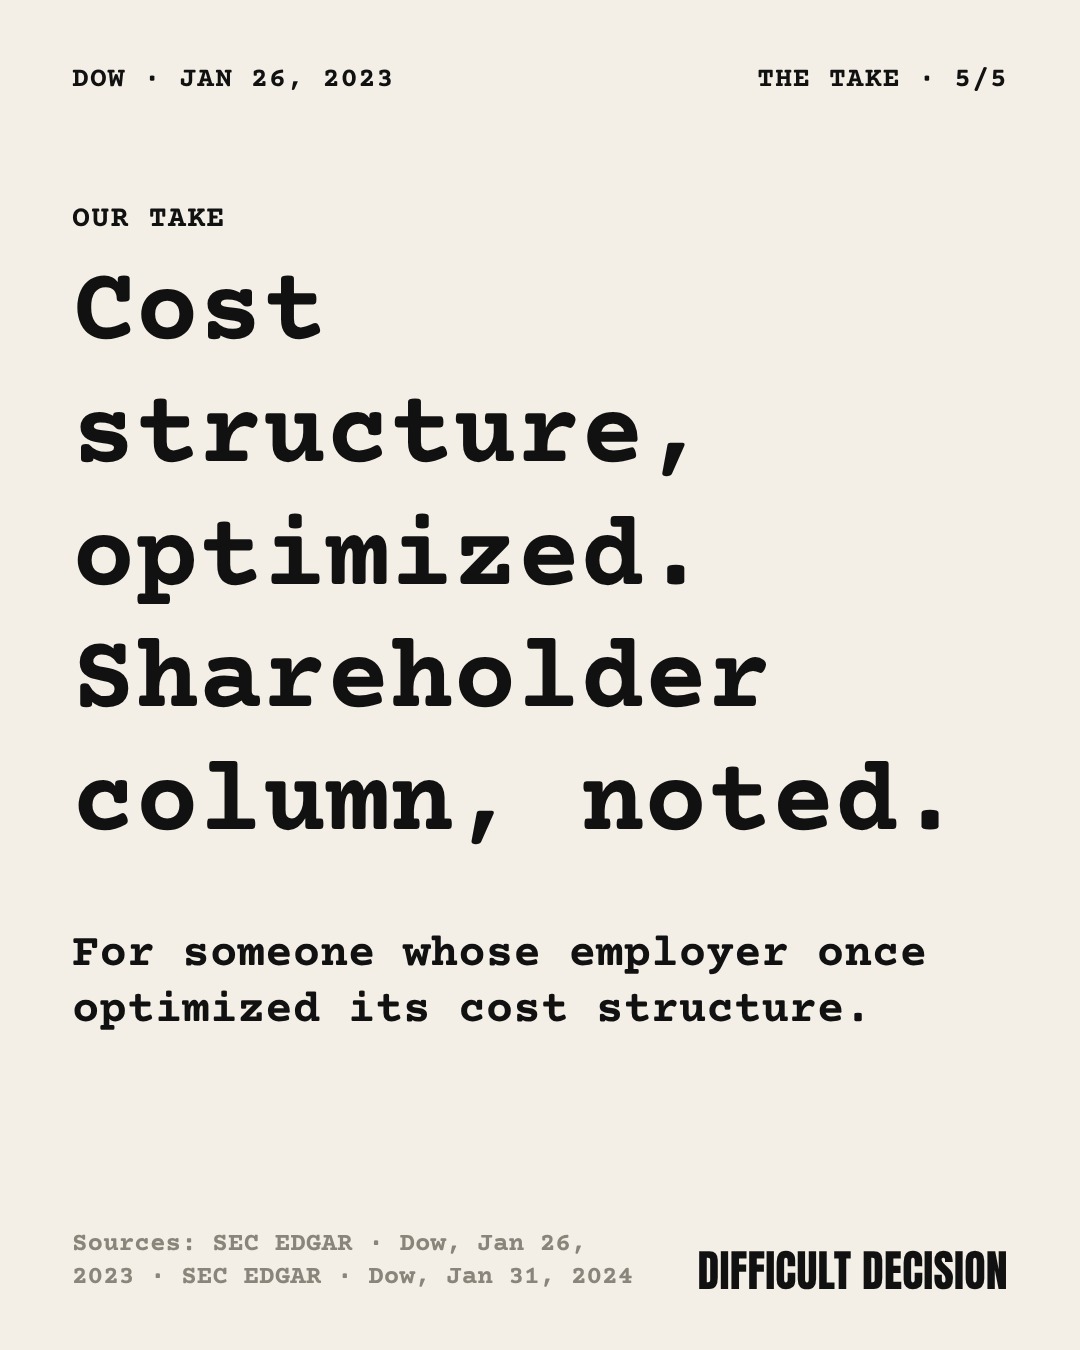 DOW · JAN 26, 2023
THE TAKE · 5/5
OUR TAKE
Cost
structure,
optimized.
Shareholder
column, noted.
For someone whose employer once
optimized its cost structure.
Sources: SEC EDGAR · Dow, Jan 26,
2023 · SEC EDGAR · Dow, Jan 31, 2024
DIFFICULT DECISION